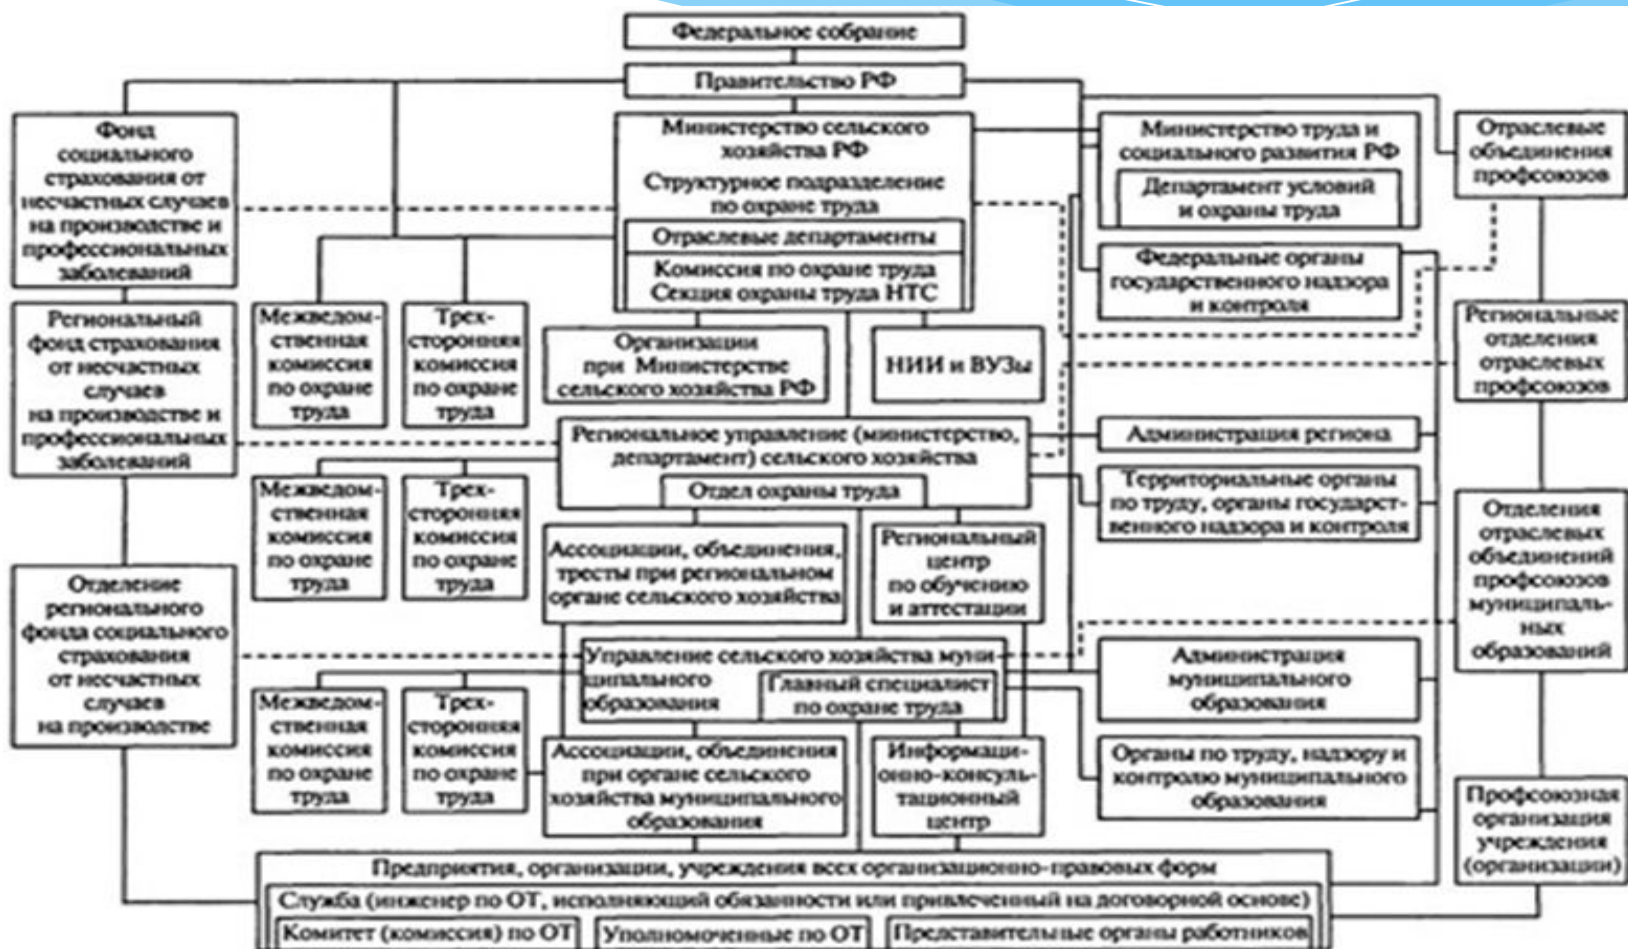 Федеральное собрание
Правительство РФ
Фонд
социального
страхования от
несчастных случаев
на производстве и
профессиональных
заболеваний
Министерство сельского
хозяйства РФ
Структурное подразделение
по охране труда
Отраслевые департаменты
Комиссия по охране труда
Секция охраны труда НТС
Министерство труда и
социального развития РФ
Департамент условий
и охраны труда
Отраслевые
объединения
профсоюзов
Федеральные органы
государственного надзора
и контроля
Региональный
фонд страхования
от несчастных
случаев
на производстве и
профессиональных
заболеваний
Межведом-
ственная
комиссия
по охране
труда
Трех-
сторонняя
комиссия
по охране
труда
Организации
при Министерстве
сельского хозяйства РФ
НИИ и ВУЗы
Региональные
отделения
отраслевых
профсоюзов
Региональное управление (министерство,
департамент) сельского хозяйства
Отдел охраны труда
Администрация региона
Территориальные органы
по труду, органы государст-
венного надзора и контроля
Межведом-
ственная
комиссия
по охране
труда
Трех-
сторонняя
комиссия
по охране
труда
Ассоциации, объединения,
тресты при региональном
органе сельского хозяйства
Региональный
центр
по обучению
и аттестации
Отделения
отраслевых
объединений
профсоюзов
муниципаль-
ных
образований
Отделение
регионального
фонда социального
страхования
от несчастных
случаев
на производстве
Управление сельского хозяйства муни-
ципального
образования
Главный специалист
по охране труда
Администрация
муниципального
образования
Межведом-
ственная
комиссия
по охране
труда
Трех-
сторонняя
комиссия
по охране
труда
Ассоциации, объединения
при органе сельского
хозяйства муниципального
образования
Информаци-
онно-консуль-
тационный
центр
Органы по труду, надзору и
контролю муниципального
образования
Профсоюзная
организация
учреждения
(организации)
Предприятия, организации, учреждения всех организационно-правовых форм
Служба (инженер по ОТ, исполняющий обязанности или привлеченный на договорной основе)
Комитет (комиссия) по ОТ
Уполномоченные по ОТ
Представительные органы работников